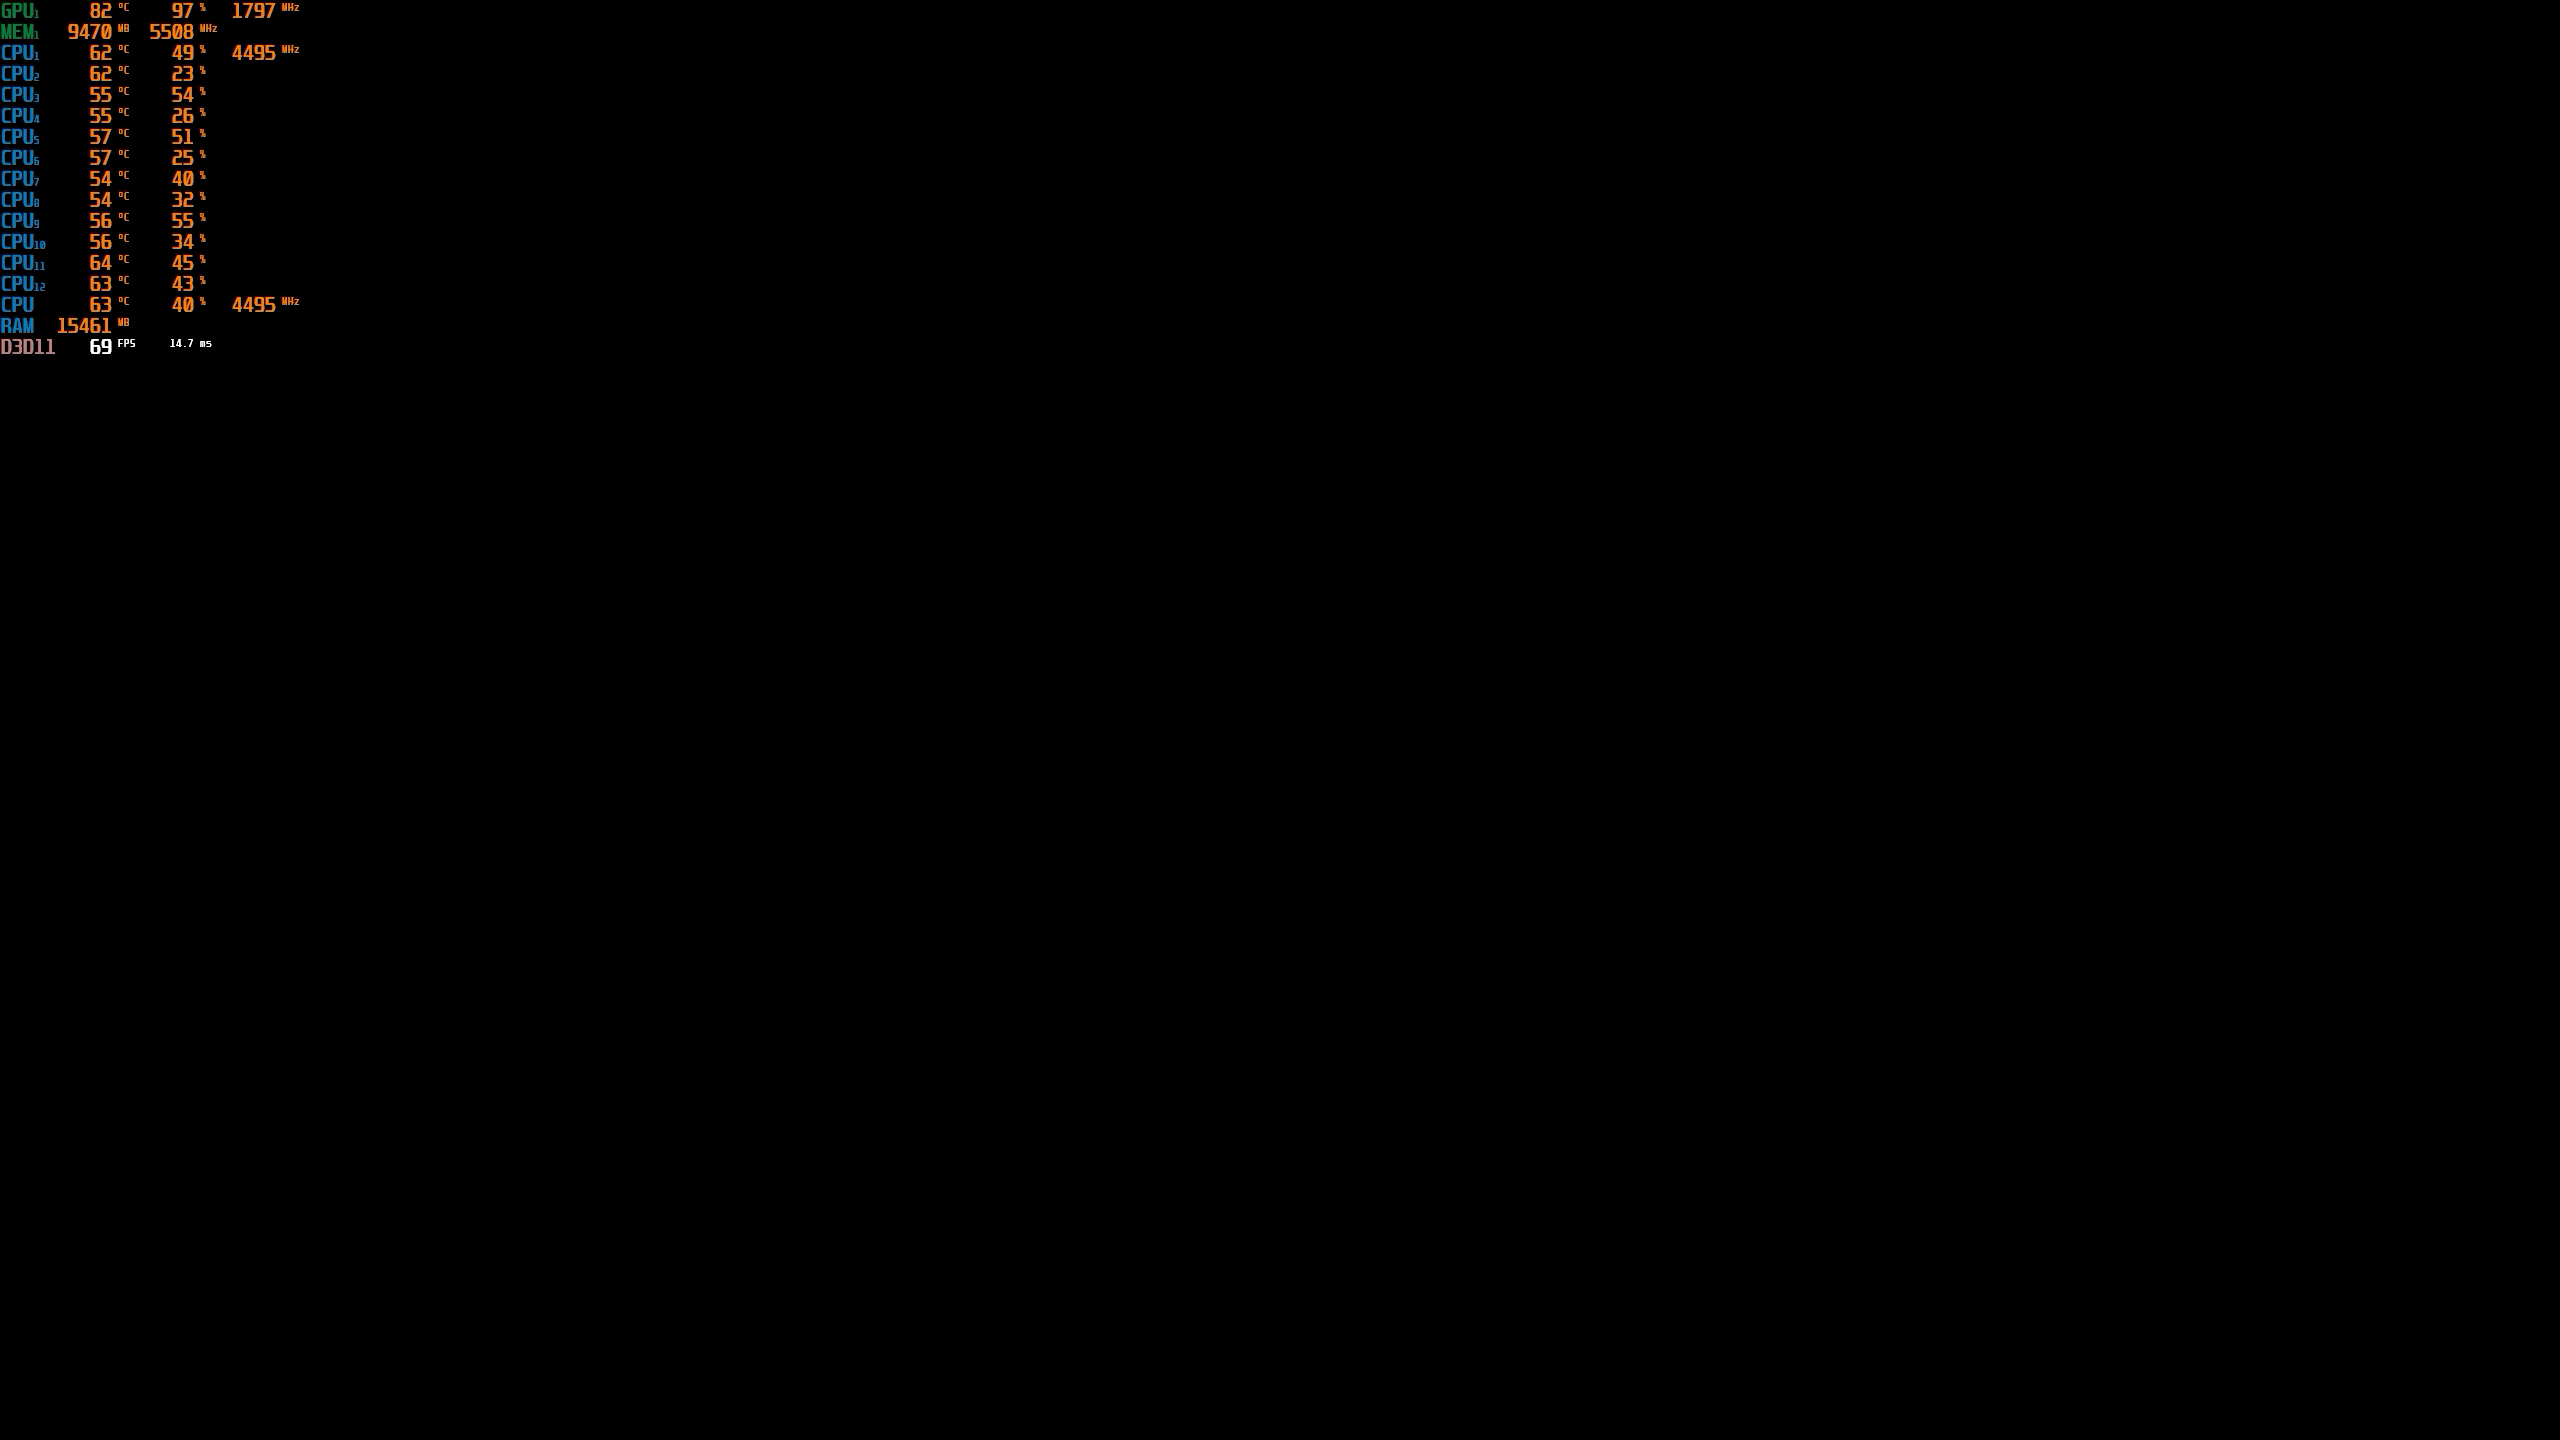 GPU1 82 °C 97 % 1797 MHz
MEM1 9470 MB 5508 MHz
CPU1 62 °C 49 % 4495 MHz
CPU2 62 °C 23 %
CPU3 55 °C 54 %
CPU4 55 °C 26 %
CPU5 57 °C 51 %
CPU6 57 °C 25 %
CPU7 54 °C 40 %
CPU8 54 °C 32 %
CPU9 56 °C 55 %
CPU10 56 °C 34 %
CPU11 64 °C 45 %
CPU12 63 °C 43 %
CPU 63 °C 40 % 4495 MHz
RAM 15461 MB
D3D11 69 FPS 14.7 ms